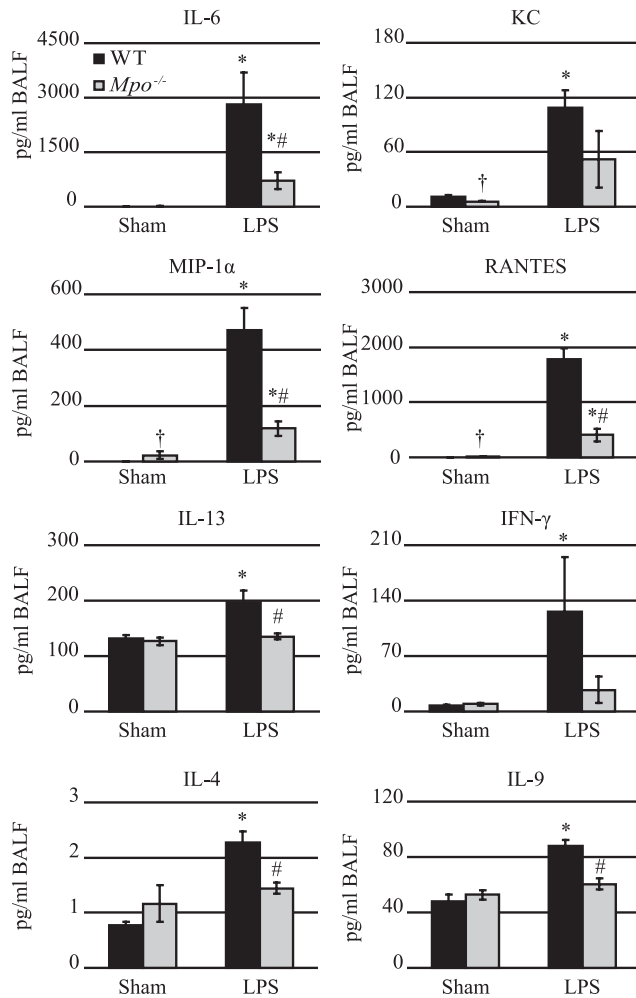 IL-6
pg/ml BALF
4500
3000
1500
0
WT
Mpo-/-
*
*#
Sham LPS
KC
pg/ml BALF
180
120
60
0
†
*
Sham LPS
MIP-1α
pg/ml BALF
600
400
200
0
†
*
*#
Sham LPS
RANTES
pg/ml BALF
3000
2000
1000
0
†
*
*#
Sham LPS
IL-13
pg/ml BALF
300
200
100
0
*
#
Sham LPS
IFN-γ
pg/ml BALF
210
140
70
0
*
Sham LPS
IL-4
pg/ml BALF
3
2
1
0
*
#
Sham LPS
IL-9
pg/ml BALF
120
80
40
0
*
#
Sham LPS